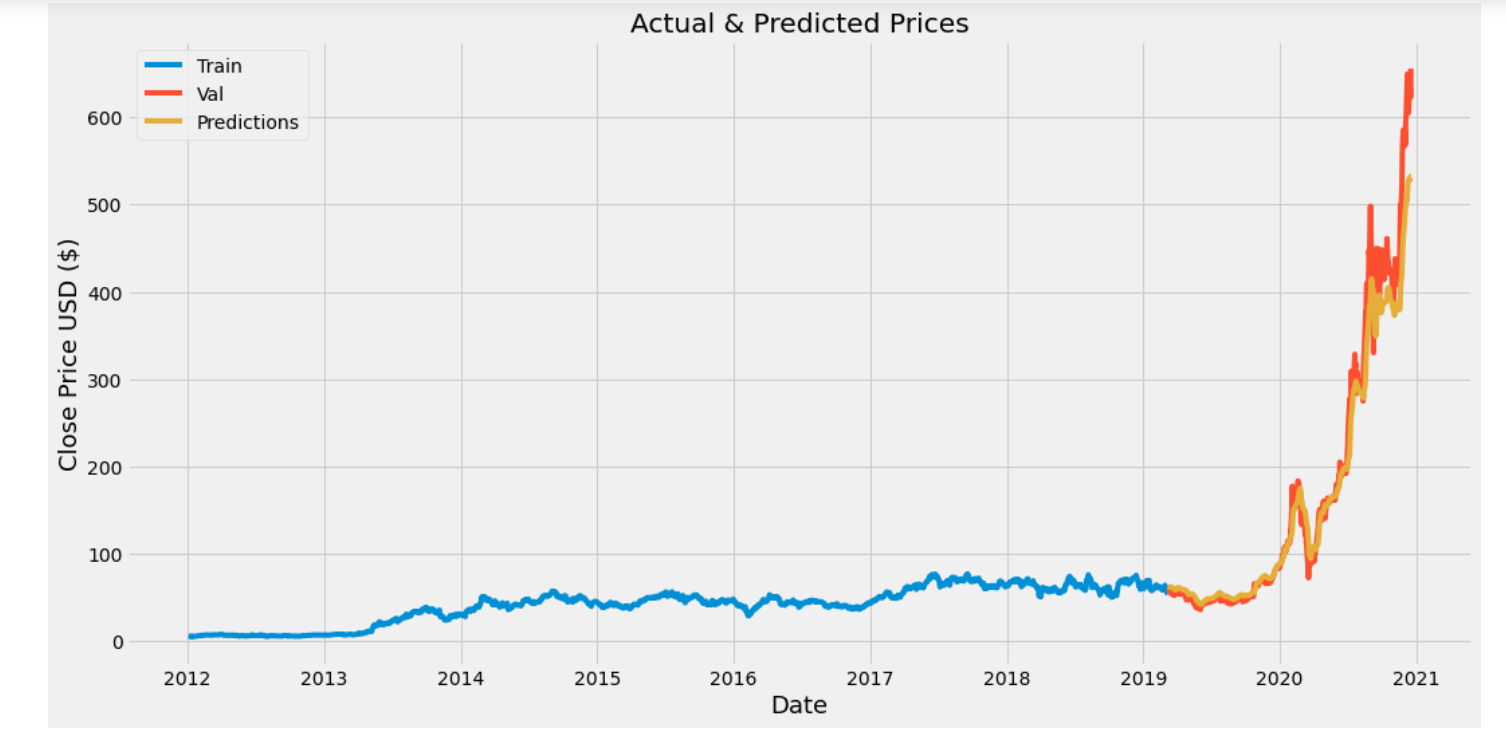 Actual & Predicted Prices
Train
Val
Predictions
Close Price USD ($)
600
500
400
300
200
100
0
2012 2013 2014 2015 2016 2017 2018 2019 2020 2021
Date